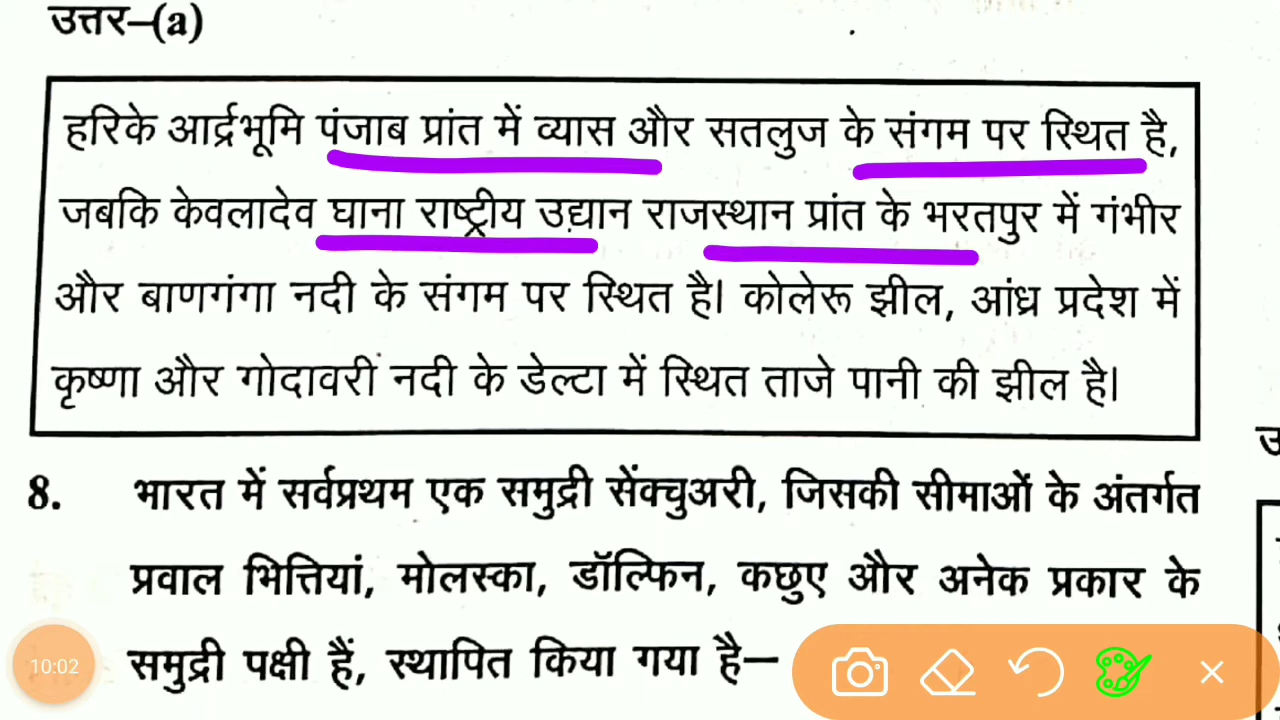 उत्तर–(a)
हरिके आर्द्रभूमि पंजाब प्रांत में व्यास और सतलुज के संगम पर स्थित है,
जबकि केवलादेव घाना राष्ट्रीय उद्यान राजस्थान प्रांत के भरतपुर में गंभीर
और बाणगंगा नदी के संगम पर स्थित है। कोलेरू झील, आंध्र प्रदेश में
कृष्णा और गोदावरी नदी के डेल्टा में स्थित ताजे पानी की झील है।
8. भारत में सर्वप्रथम एक समुद्री सेंक्चुअरी, जिसकी सीमाओं के अंतर्गत
प्रवाल भित्तियां, मोलस्का, डॉल्फिन, कछुए और अनेक प्रकार के
समुद्री पक्षी हैं, स्थापित किया गया है—
10:02